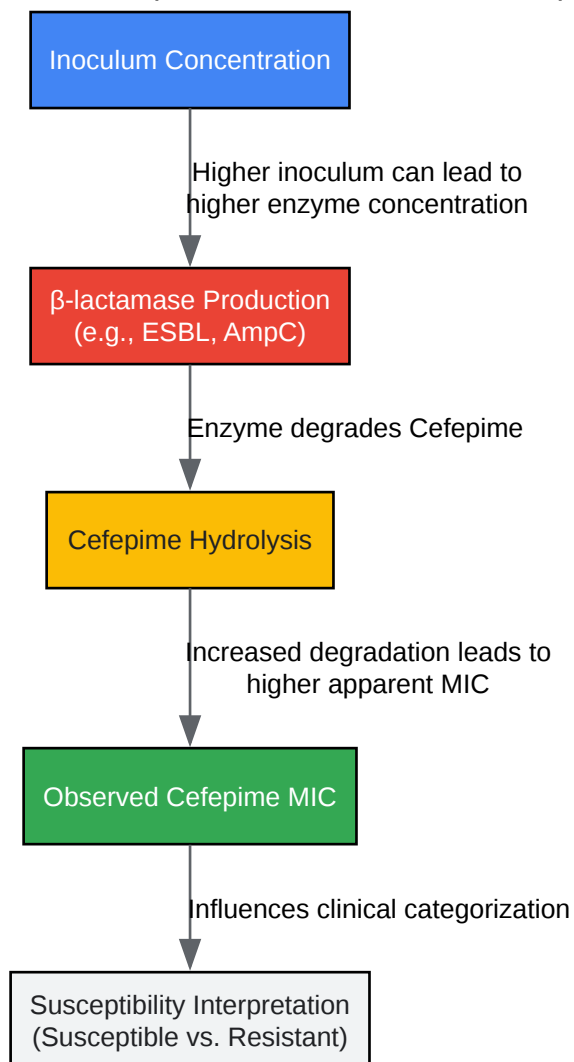 Inoculum Concentration
Higher inoculum can lead to
higher enzyme concentration
β-lactamase Production
(e.g., ESBL, AmpC)
Enzyme degrades Cefepime
Cefepime Hydrolysis
Increased degradation leads to
higher apparent MIC
Observed Cefepime MIC
Influences clinical categorization
Susceptibility Interpretation
(Susceptible vs. Resistant)